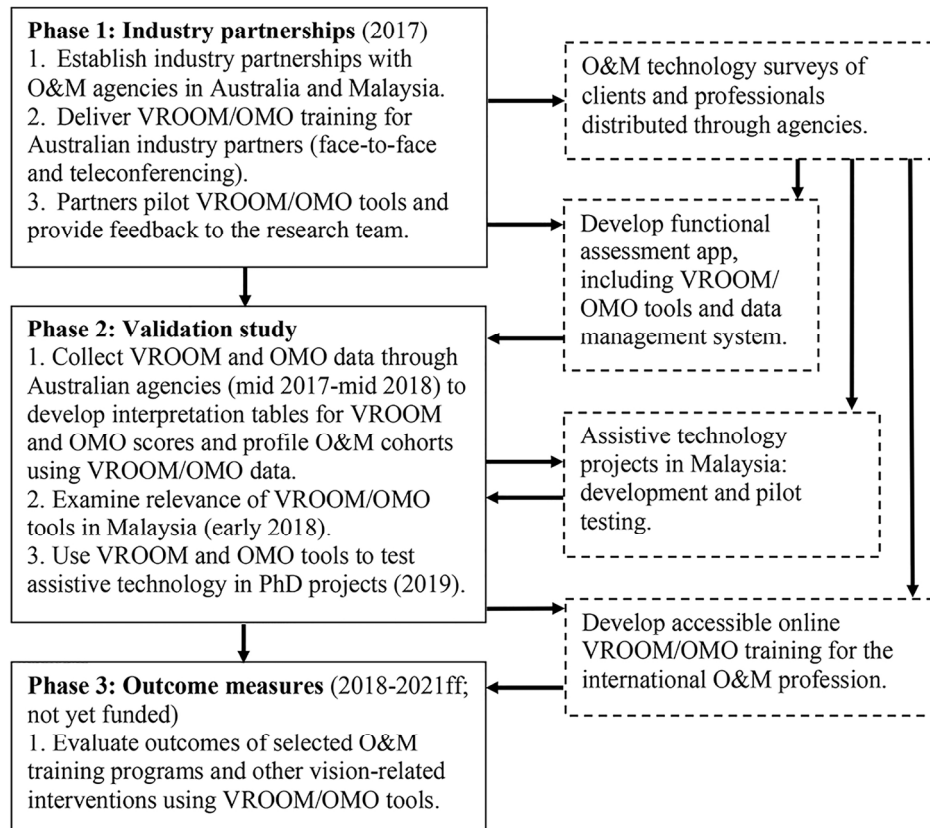 Phase 1: Industry partnerships (2017)
1. Establish industry partnerships with
O&M agencies in Australia and Malaysia.
2. Deliver VROOM/OMO training for
Australian industry partners (face-to-face
and teleconferencing).
3. Partners pilot VROOM/OMO tools and
provide feedback to the research team.
O&M technology surveys of
clients and professionals
distributed through agencies.
Develop functional
assessment app,
including VROOM/
OMO tools and data
management system.
Phase 2: Validation study
1. Collect VROOM and OMO data through
Australian agencies (mid 2017-mid 2018) to
develop interpretation tables for VROOM
and OMO scores and profile O&M cohorts
using VROOM/OMO data.
2. Examine relevance of VROOM/OMO
tools in Malaysia (early 2018).
3. Use VROOM and OMO tools to test
assistive technology in PhD projects (2019).
Assistive technology
projects in Malaysia:
development and pilot
testing.
Develop accessible online
VROOM/OMO training for the
international O&M profession.
Phase 3: Outcome measures (2018-2021ff;
not yet funded)
1. Evaluate outcomes of selected O&M
training programs and other vision-related
interventions using VROOM/OMO tools.